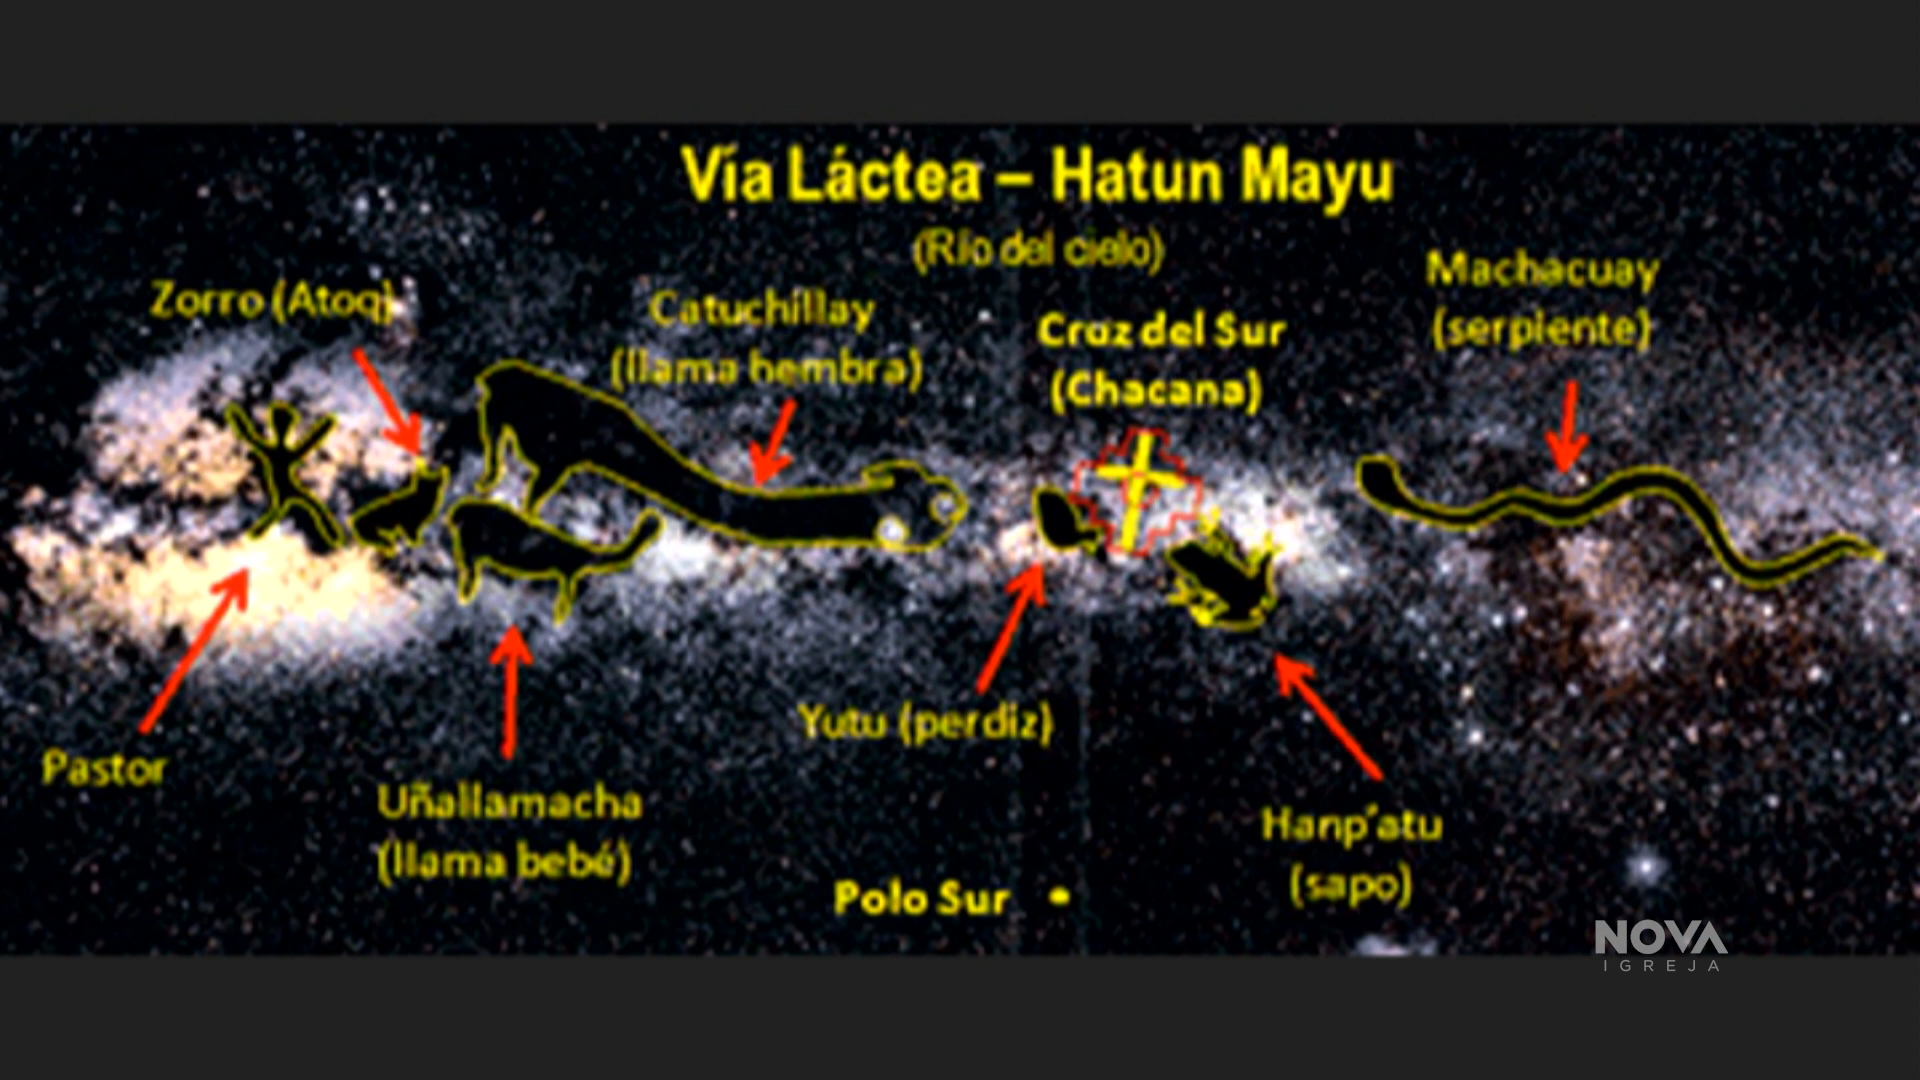 Vía Láctea – Hatun Mayu
(Río del cielo)
Zorro (Atoq)
Catuchillay
(llama hembra)
Cruz del Sur
(Chacana)
Machacuay
(serpiente)
Pastor
Uñallamacha
(llama bebé)
Yutu (perdiz)
Hanp'atu
(sapo)
Polo Sur
NOVA
IGREJA